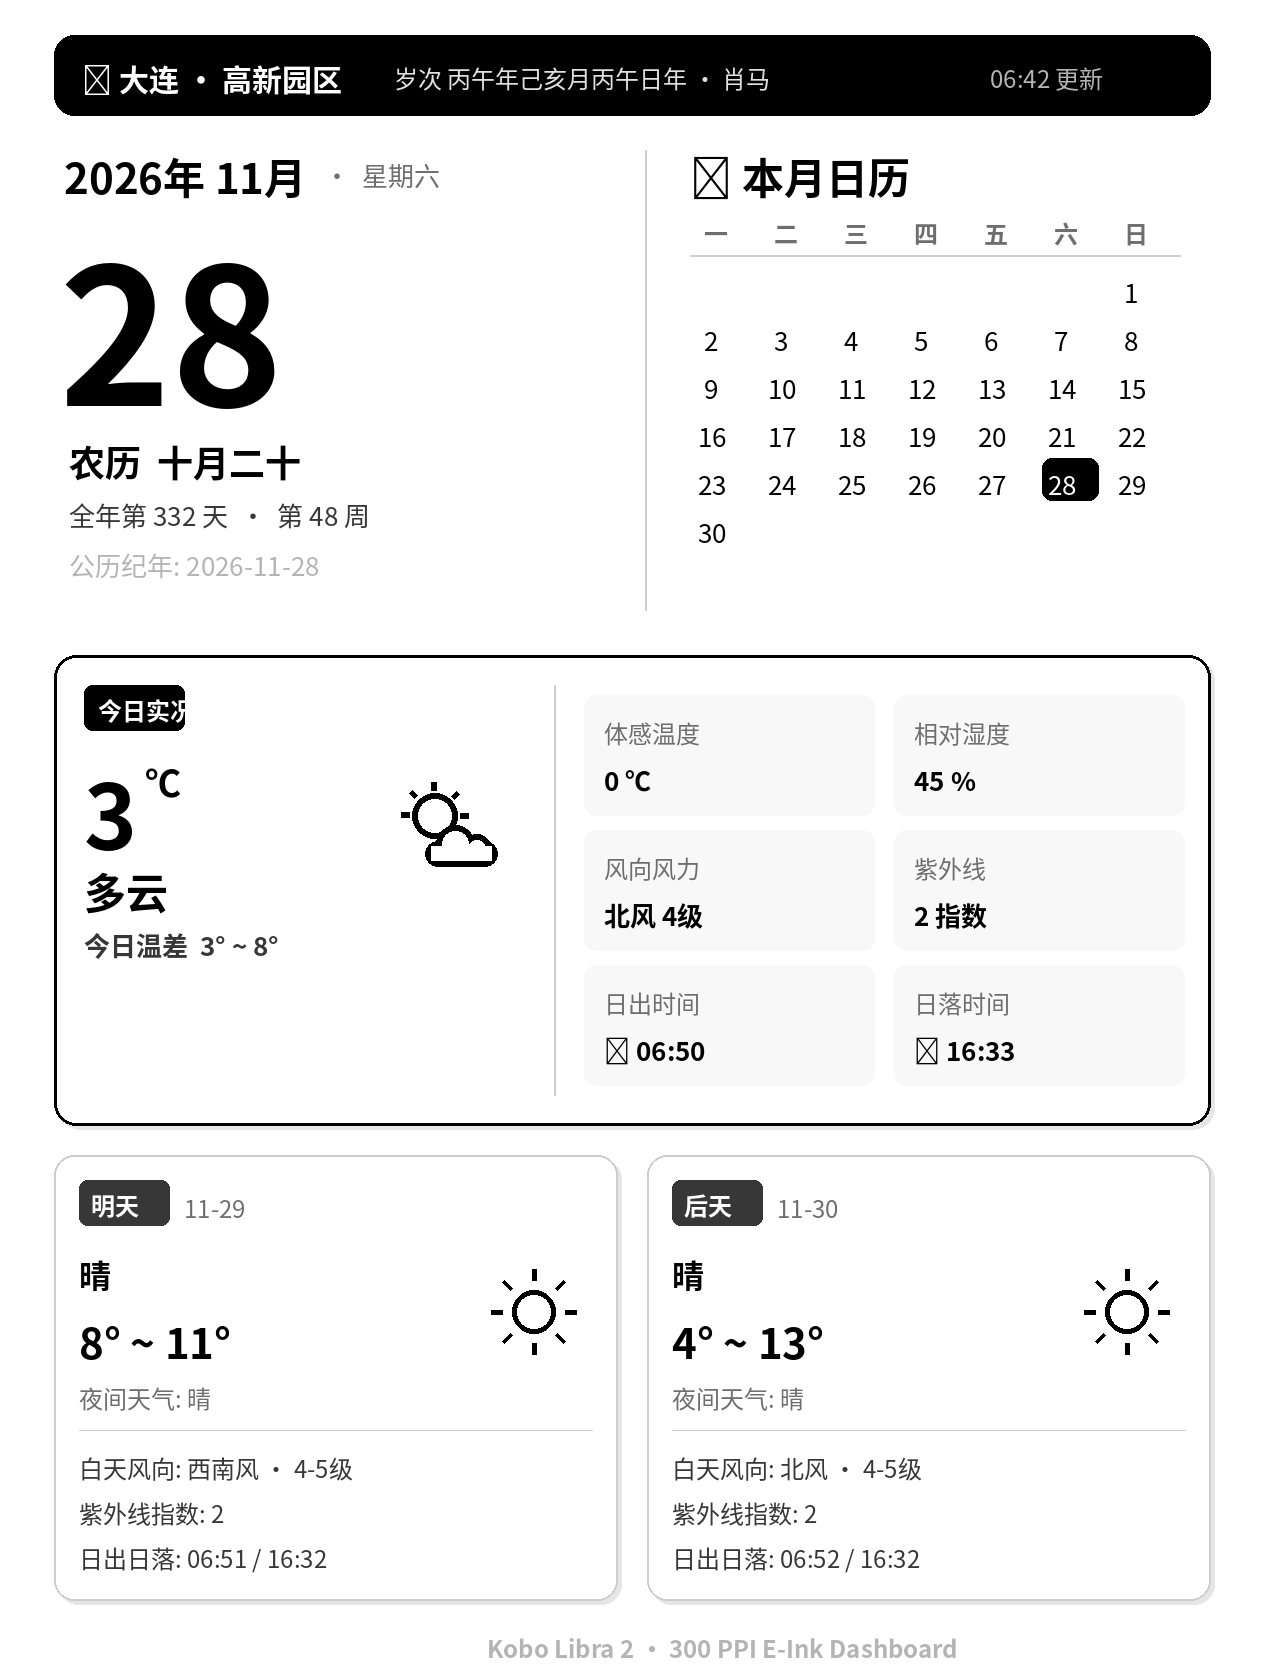 大连 · 高新园区 岁次 丙午年己亥月丙午日年 · 肖马 06:42 更新
2026年 11月 · 星期六
28
农历 十月二十
全年第 332 天 · 第 48 周
公历纪年: 2026-11-28
本月日历
一 二 三 四 五 六 日
1
2 3 4 5 6 7 8
9 10 11 12 13 14 15
16 17 18 19 20 21 22
23 24 25 26 27 28 29
30
今日实况
3 ℃
多云
今日温差 3° ~ 8°
体感温度
0 ℃
相对湿度
45 %
风向风力
北风 4级
紫外线
2 指数
日出时间
06:50
日落时间
16:33
明天 11-29
晴
8° ~ 11°
夜间天气: 晴
白天风向: 西南风 · 4-5级
紫外线指数: 2
日出日落: 06:51 / 16:32
后天 11-30
晴
4° ~ 13°
夜间天气: 晴
白天风向: 北风 · 4-5级
紫外线指数: 2
日出日落: 06:52 / 16:32
Kobo Libra 2 · 300 PPI E-Ink Dashboard